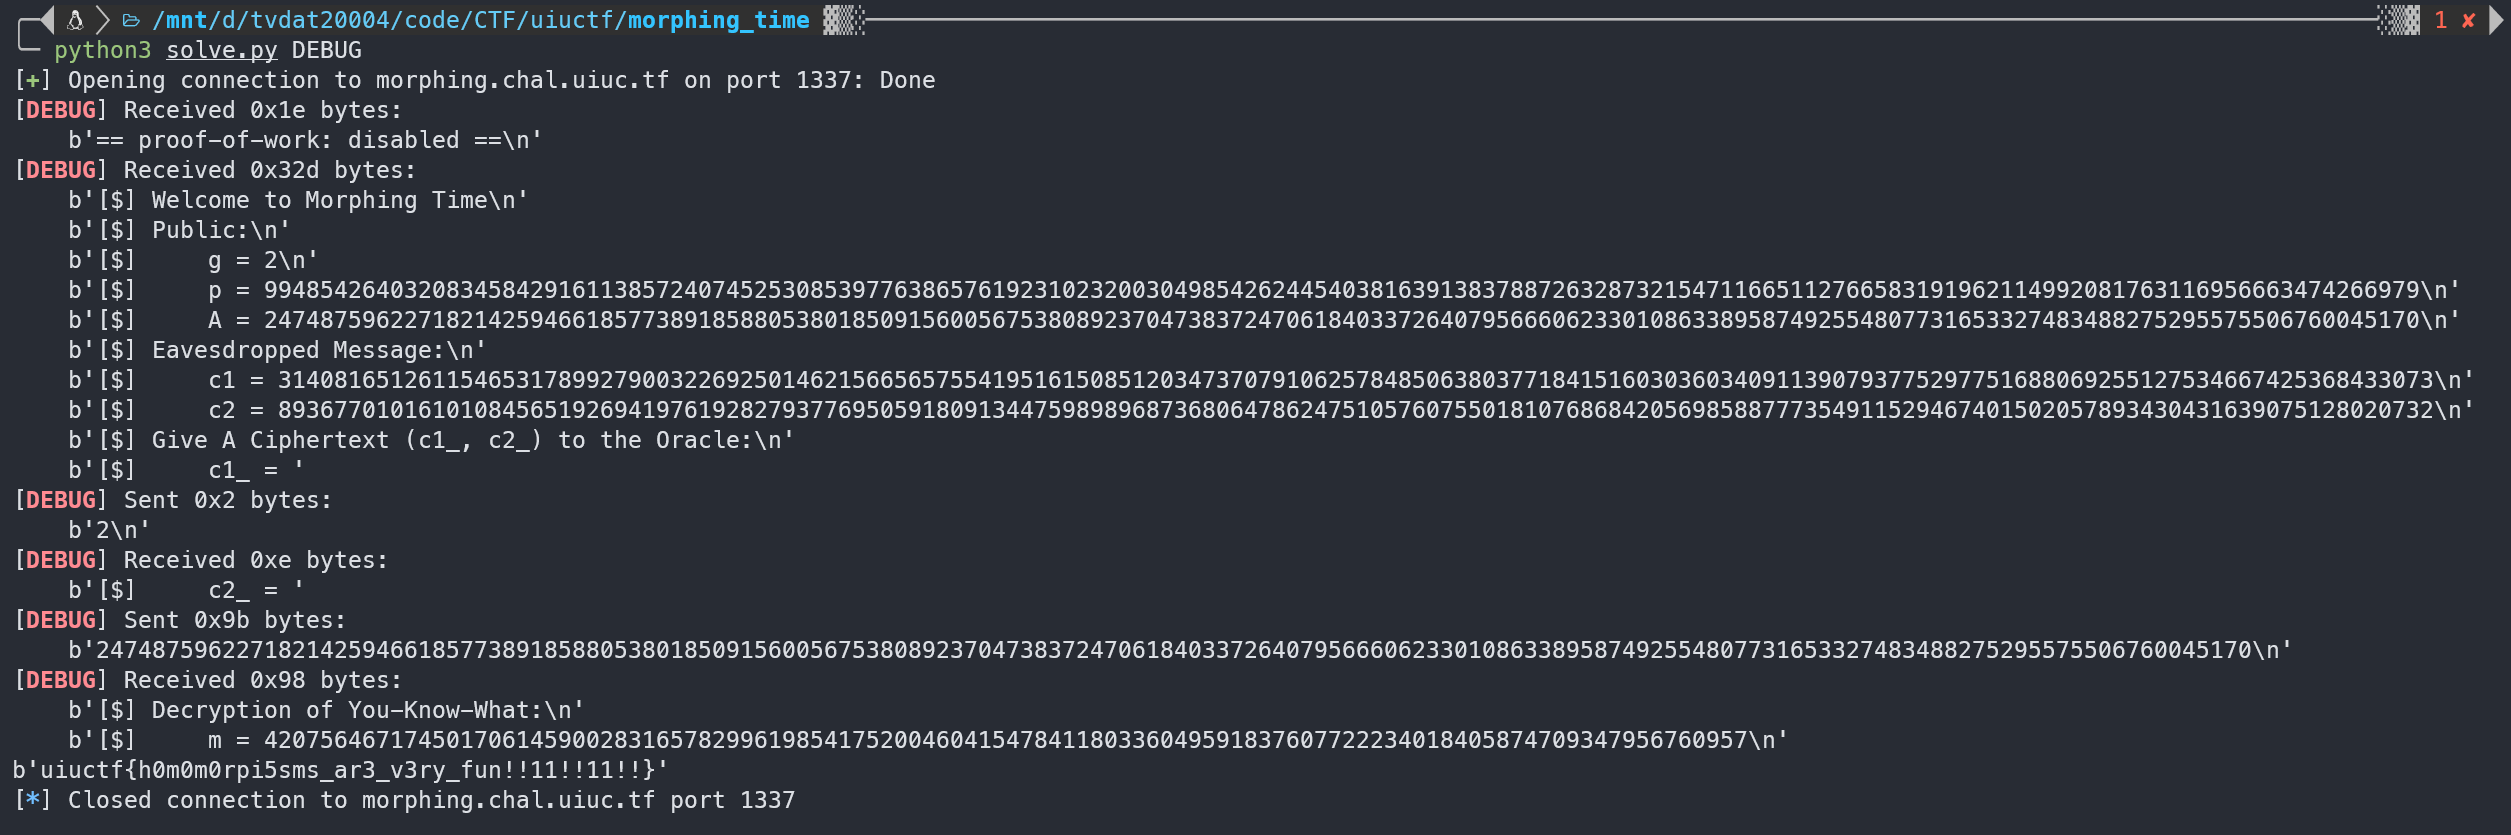 /mnt/d/tvdat20004/code/CTF/uiuctf/morphing_time 1 ✘
python3 solve.py DEBUG
[+] Opening connection to morphing.chal.uiuc.tf on port 1337: Done
[DEBUG] Received 0x1e bytes:
    b'== proof-of-work: disabled ==\n'
[DEBUG] Received 0x32d bytes:
    b'[$] Welcome to Morphing Time\n'
    b'[$] Public:\n'
    b'[$]     g = 2\n'
    b'[$]     p = 9948542640320834584291611385724074525308539776386576192310232003049854262445403816391383788726328732154711665112766583191962114992081763116956663474266979\n'
    b'[$]     A = 2474875962271821425946618577389185880538018509156005675380892370473837247061840337264079566606233010863389587492554807731653327483488275295575506760045170\n'
    b'[$] Eavesdropped Message:\n'
    b'[$]     c1 = 3140816512611546531789927900322692501462156656575541951615085120347370791062578485063803771841516030360340911390793775297751688069255127534667425368433073\n'
    b'[$]     c2 = 8936770101610108456519269419761928279377695059180913447598989687368064786247510576075501810768684205698588777354911529467401502057893430431639075128020732\n'
    b'[$] Give A Ciphertext (c1_, c2_) to the Oracle:\n'
    b'[$]     c1_ = '
[DEBUG] Sent 0x2 bytes:
    b'2\n'
[DEBUG] Received 0xe bytes:
    b'[$]     c2_ = '
[DEBUG] Sent 0x9b bytes:
    b'2474875962271821425946618577389185880538018509156005675380892370473837247061840337264079566606233010863389587492554807731653327483488275295575506760045170\n'
[DEBUG] Received 0x98 bytes:
    b'[$] Decryption of You-Know-What:\n'
    b'[$]     m = 4207564671745017061459002831657829961985417520046041547841180336049591837607722234018405874709347956760957\n'
b'uiuctf{h0m0m0rpi5sms_ar3_v3ry_fun!!11!!11!!}'
[*] Closed connection to morphing.chal.uiuc.tf port 1337